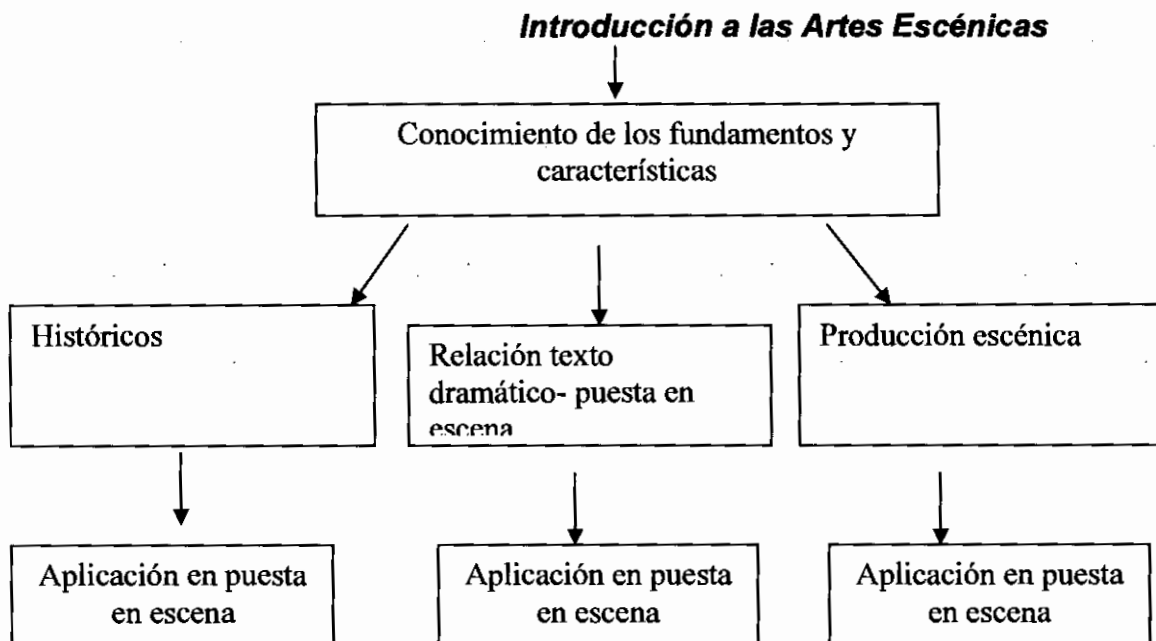 Introducción a las Artes Escénicas
Conocimiento de los fundamentos y
características
Históricos
Relación texto
dramático- puesta en
escena
Producción escénica
Aplicación en puesta
en escena
Aplicación en puesta
en escena
Aplicación en puesta
en escena